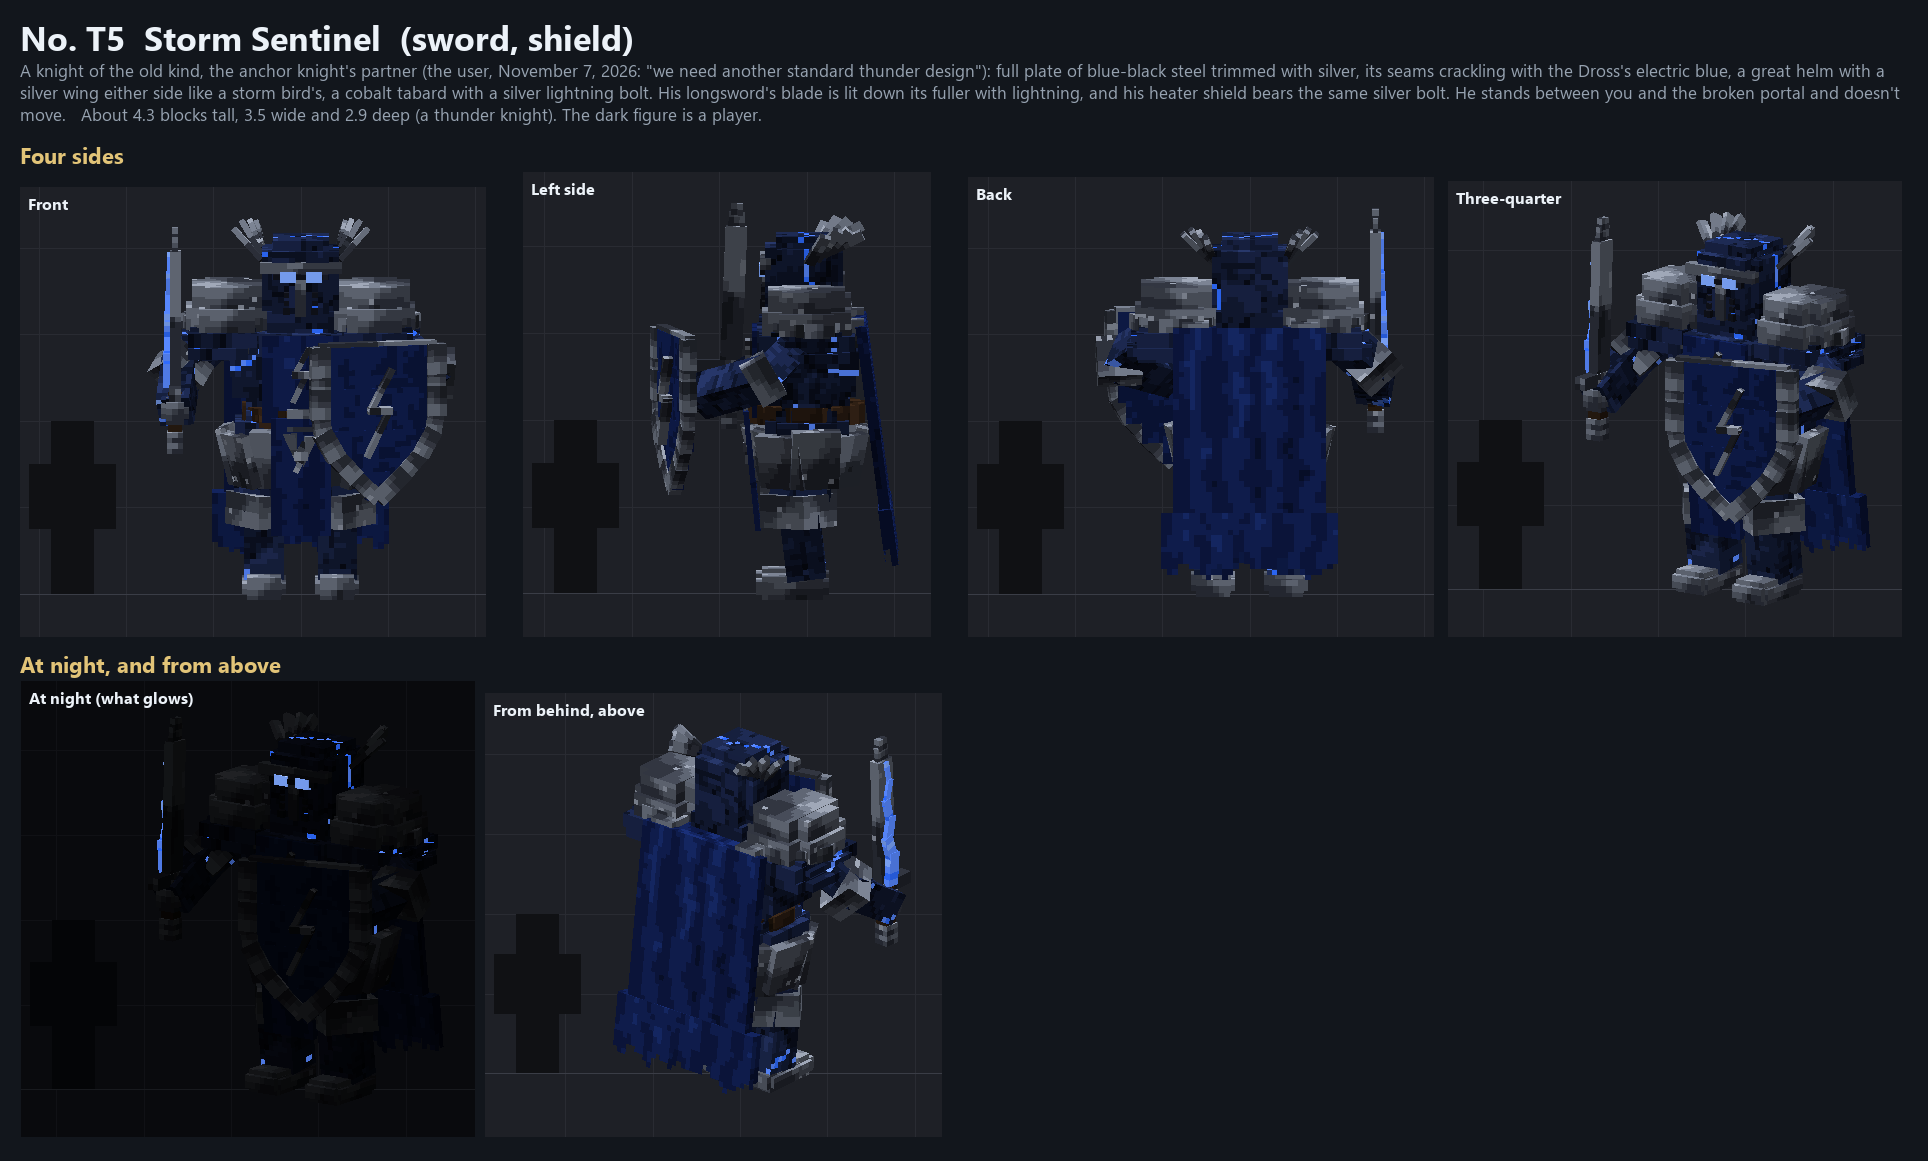 No. T5 Storm Sentinel (sword, shield)
A knight of the old kind, the anchor knight's partner (the user, November 7, 2026: "we need another standard thunder design"): full plate of blue-black steel trimmed with silver, its seams crackling with the Dross's electric blue, a great helm with a
silver wing either side like a storm bird's, a cobalt tabard with a silver lightning bolt. His longsword's blade is lit down its fuller with lightning, and his heater shield bears the same silver bolt. He stands between you and the broken portal and doesn't
move. About 4.3 blocks tall, 3.5 wide and 2.9 deep (a thunder knight). The dark figure is a player.
Four sides
Front
Left side
Back
Three-quarter
At night, and from above
At night (what glows)
From behind, above